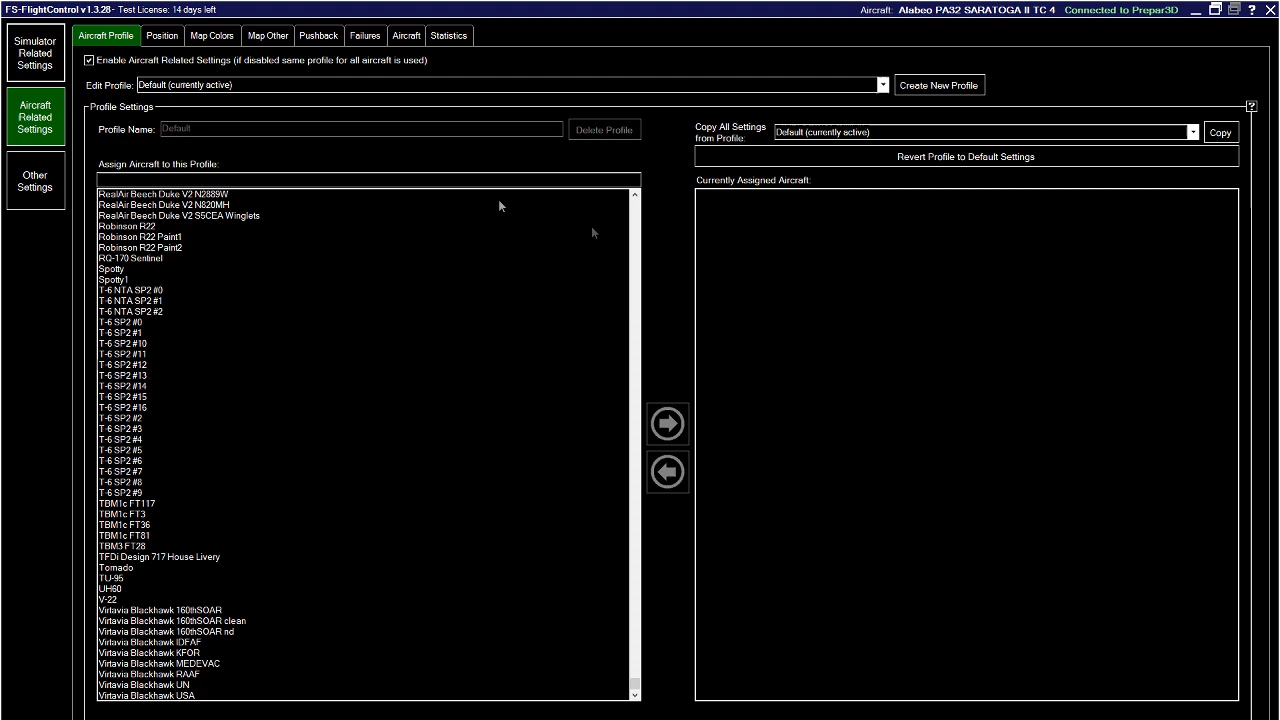 FS-FlightControl v1.3.28 - Test License: 14 days left
Aircraft: Alabeo PA32 SARATOGA II TC 4 Connected to Prepar3D
Simulator
Related
Settings
Aircraft
Related
Settings
Other
Settings
Aircraft Profile Position Map Colors Map Other Pushback Failures Aircraft Statistics
Enable Aircraft Related Settings (if disabled same profile for all aircraft is used)
Edit Profile: Default (currently active) Create New Profile
Profile Settings ?
Profile Name: Default Delete Profile
Copy All Settings
from Profile: Default (currently active) Copy
Revert Profile to Default Settings
Assign Aircraft to this Profile:
Currently Assigned Aircraft:
RealAir Beech Duke V2 N2889W
RealAir Beech Duke V2 N820MH
RealAir Beech Duke V2 S5CEA Winglets
Robinson R22
Robinson R22 Paint1
Robinson R22 Paint2
RQ-170 Sentinel
Spotty
Spotty1
T-6 NTA SP2 #0
T-6 NTA SP2 #1
T-6 NTA SP2 #2
T-6 SP2 #0
T-6 SP2 #1
T-6 SP2 #10
T-6 SP2 #11
T-6 SP2 #12
T-6 SP2 #13
T-6 SP2 #14
T-6 SP2 #15
T-6 SP2 #16
T-6 SP2 #2
T-6 SP2 #3
T-6 SP2 #4
T-6 SP2 #5
T-6 SP2 #6
T-6 SP2 #7
T-6 SP2 #8
T-6 SP2 #9
TBM1c FT117
TBM1c FT3
TBM1c FT36
TBM1c FT81
TBM3 FT28
TFDi Design 717 House Livery
Tornado
TU-95
UH60
V-22
Virtavia Blackhawk 160thSOAR
Virtavia Blackhawk 160thSOAR clean
Virtavia Blackhawk 160thSOAR nd
Virtavia Blackhawk IDFAF
Virtavia Blackhawk KFOR
Virtavia Blackhawk MEDEVAC
Virtavia Blackhawk RAAF
Virtavia Blackhawk UN
Virtavia Blackhawk USA